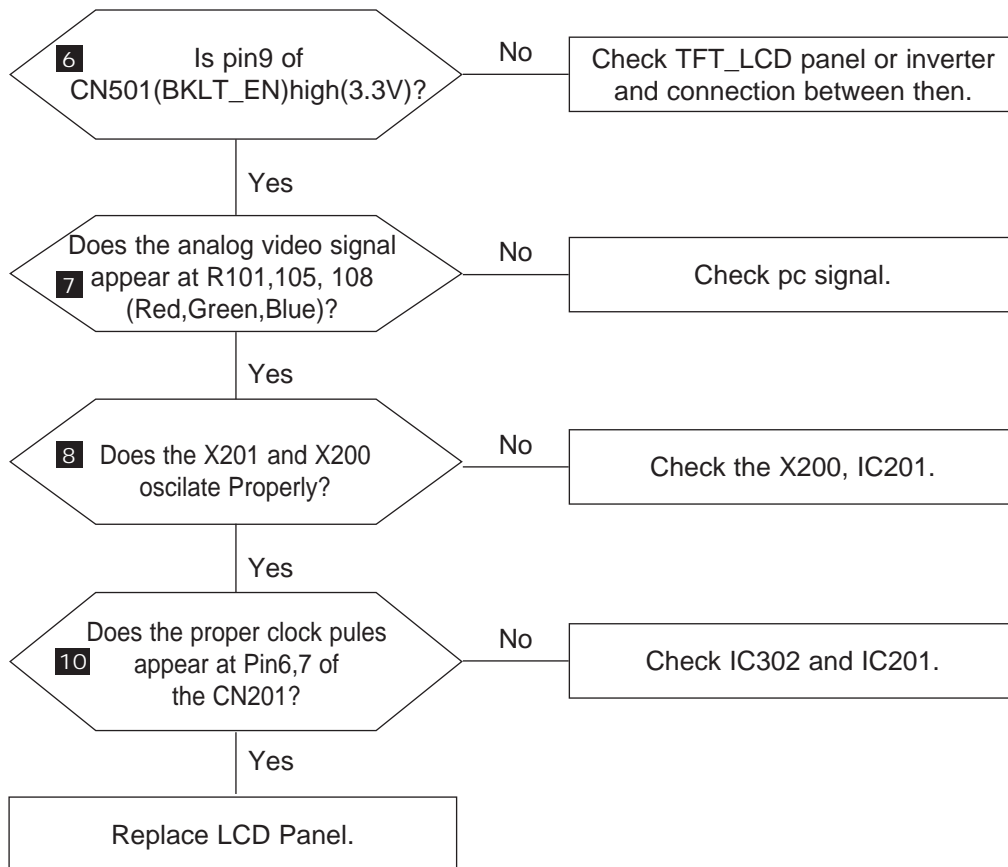 6
Is pin9 of
CN501(BKLT_EN)high(3.3V)?
No
Check TFT_LCD panel or inverter
and connection between then.
Yes
Does the analog video signal
7 appear at R101,105, 108
(Red,Green,Blue)?
No
Check pc signal.
Yes
8 Does the X201 and X200
oscilate Properly?
No
Check the X200, IC201.
Yes
Does the proper clock pules
10 appear at Pin6,7 of
the CN201?
No
Check IC302 and IC201.
Yes
Replace LCD Panel.